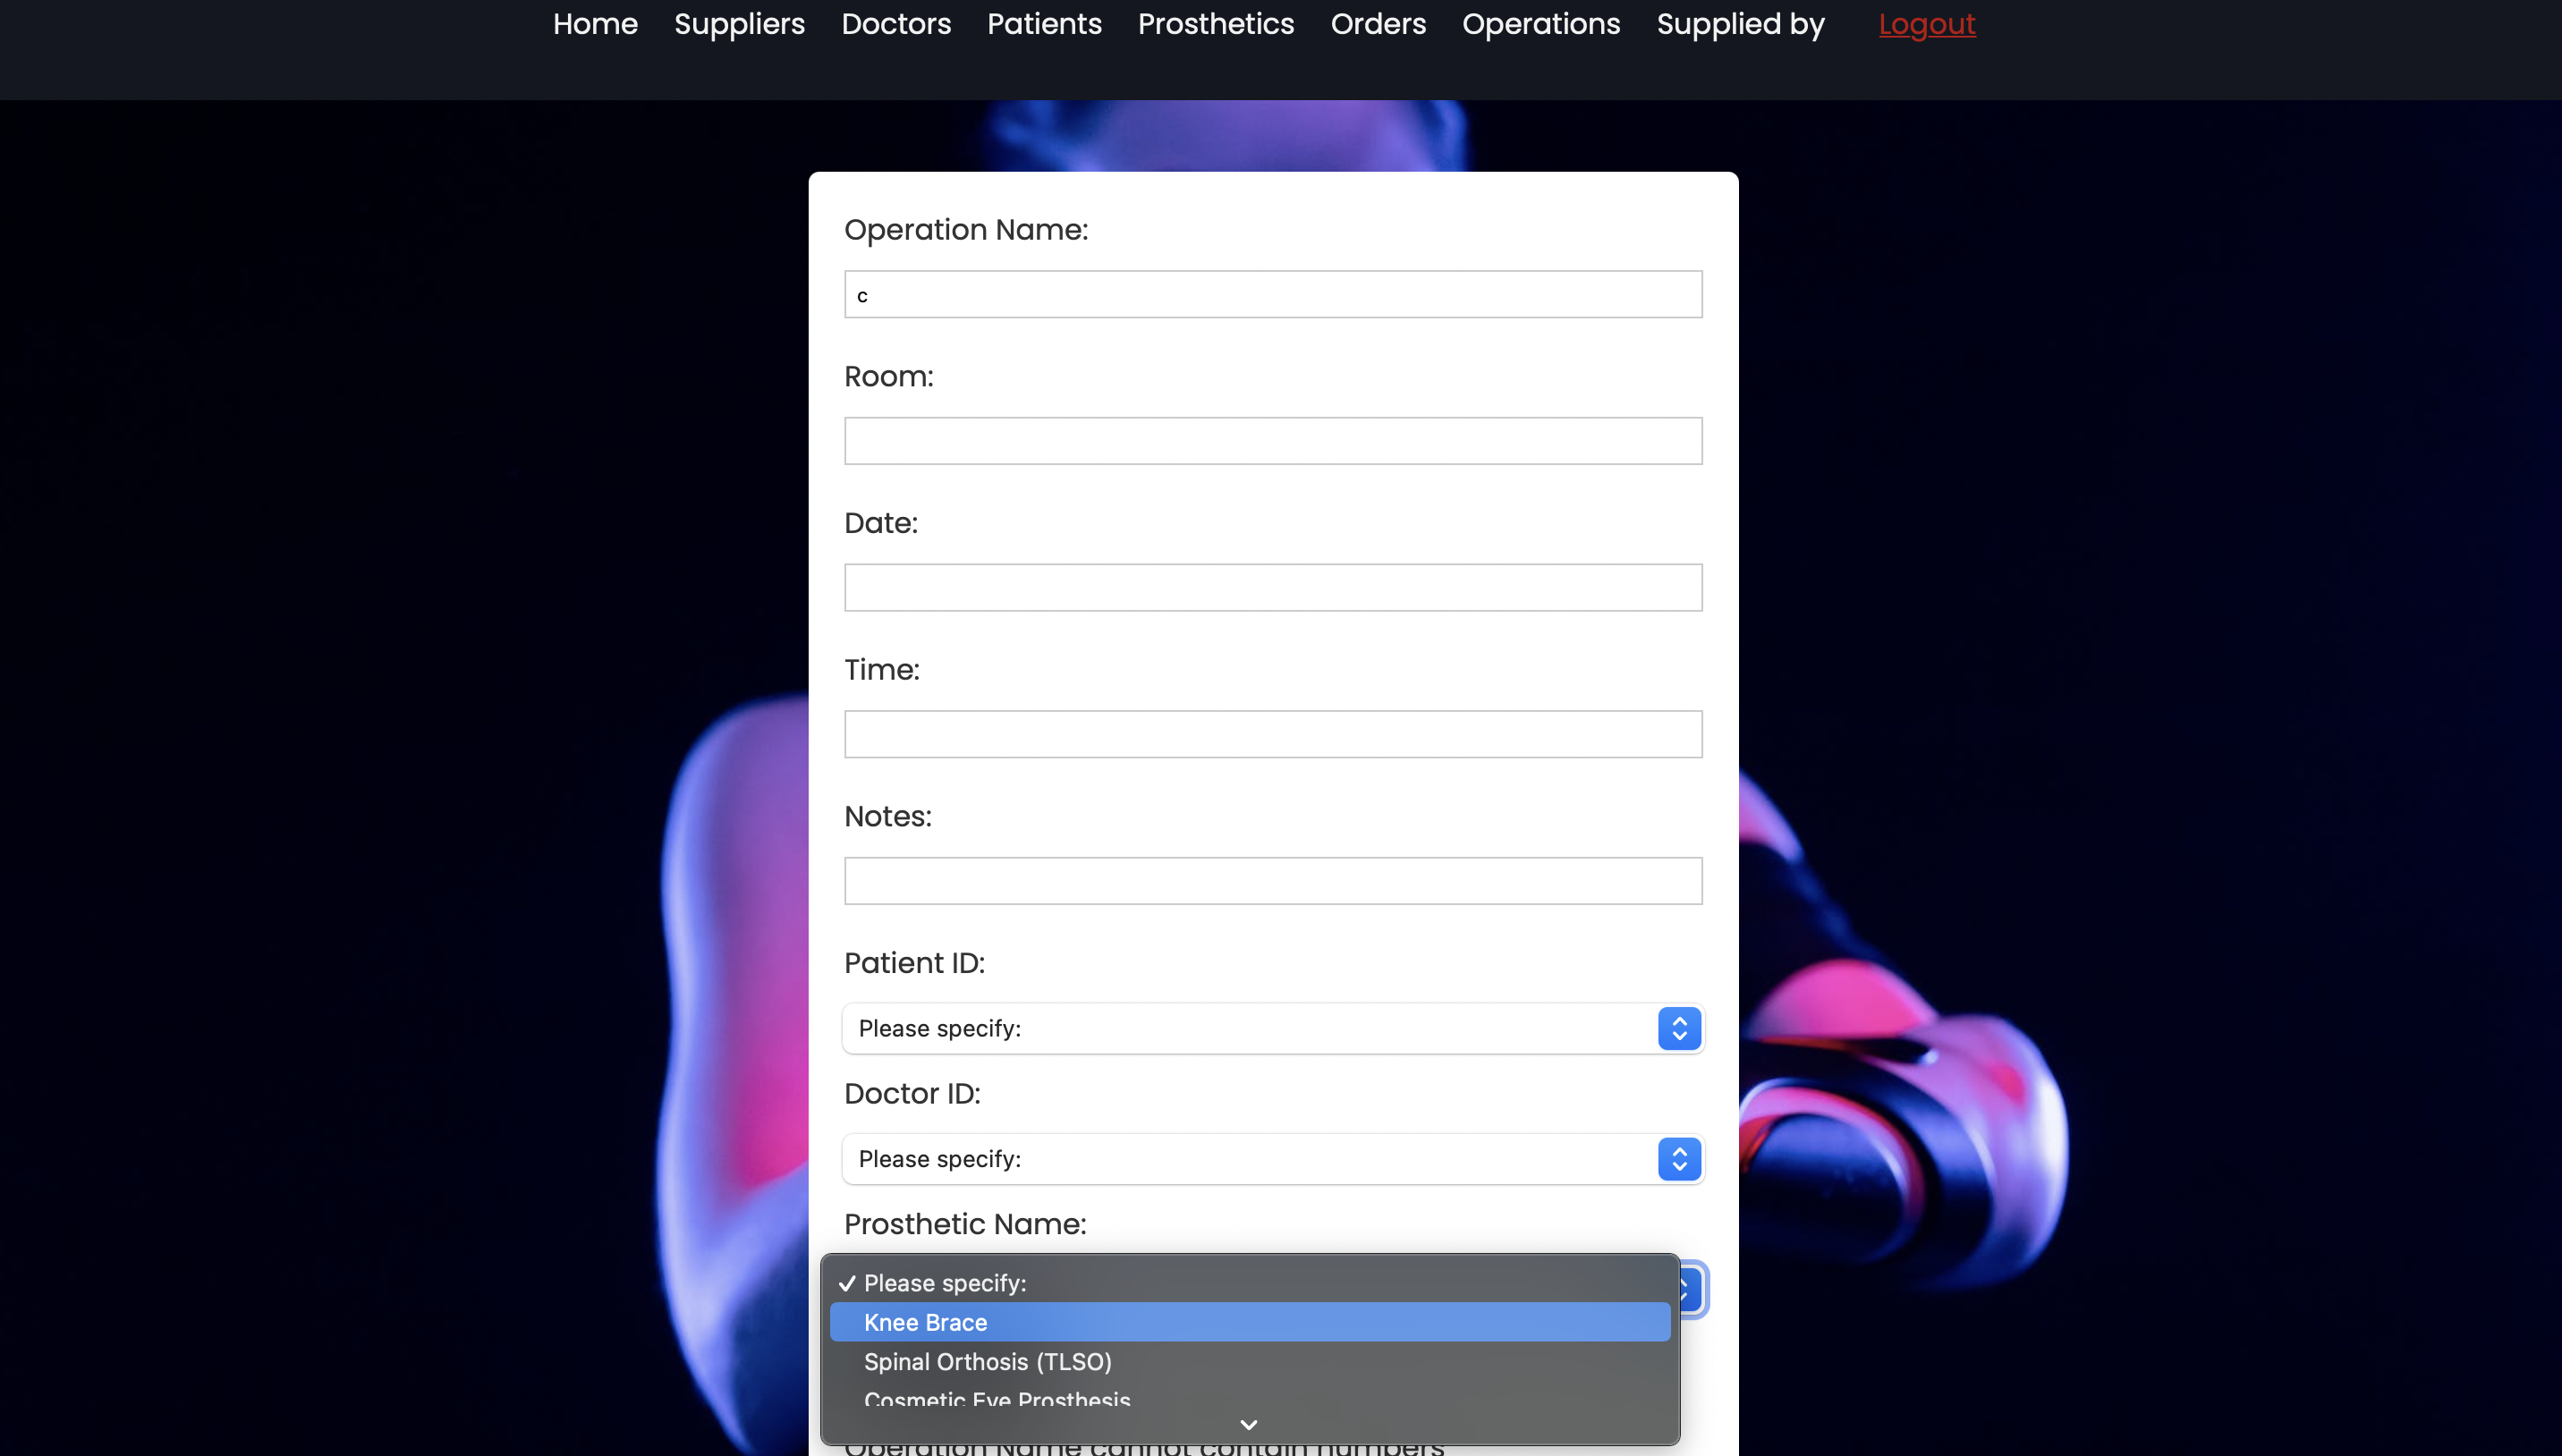 Home Suppliers Doctors Patients Prosthetics Orders Operations Supplied by Logout
Operation Name:
c
Room:
Date:
Time:
Notes:
Patient ID:
Please specify:
Doctor ID:
Please specify:
Prosthetic Name:
✓ Please specify:
Knee Brace
Spinal Orthosis (TLSO)
Cosmetic Eye Prosthesis
Operation Name cannot contain numbers